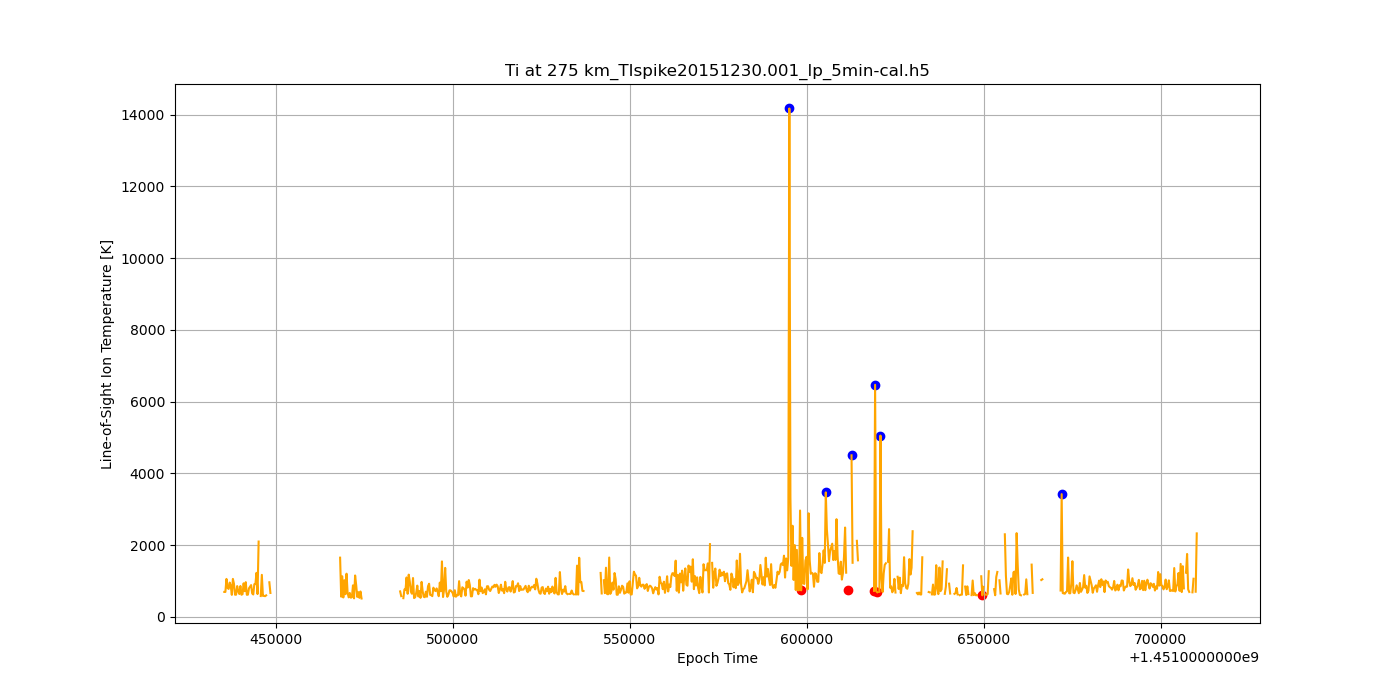 Ti at 275 km_TIspike20151230.001_lp_5min-cal.h5
Line-of-Sight Ion Temperature [K]
14000
12000
10000
8000
6000
4000
2000
0
450000 500000 550000 600000 650000 700000
Epoch Time
+1.4510000000e9